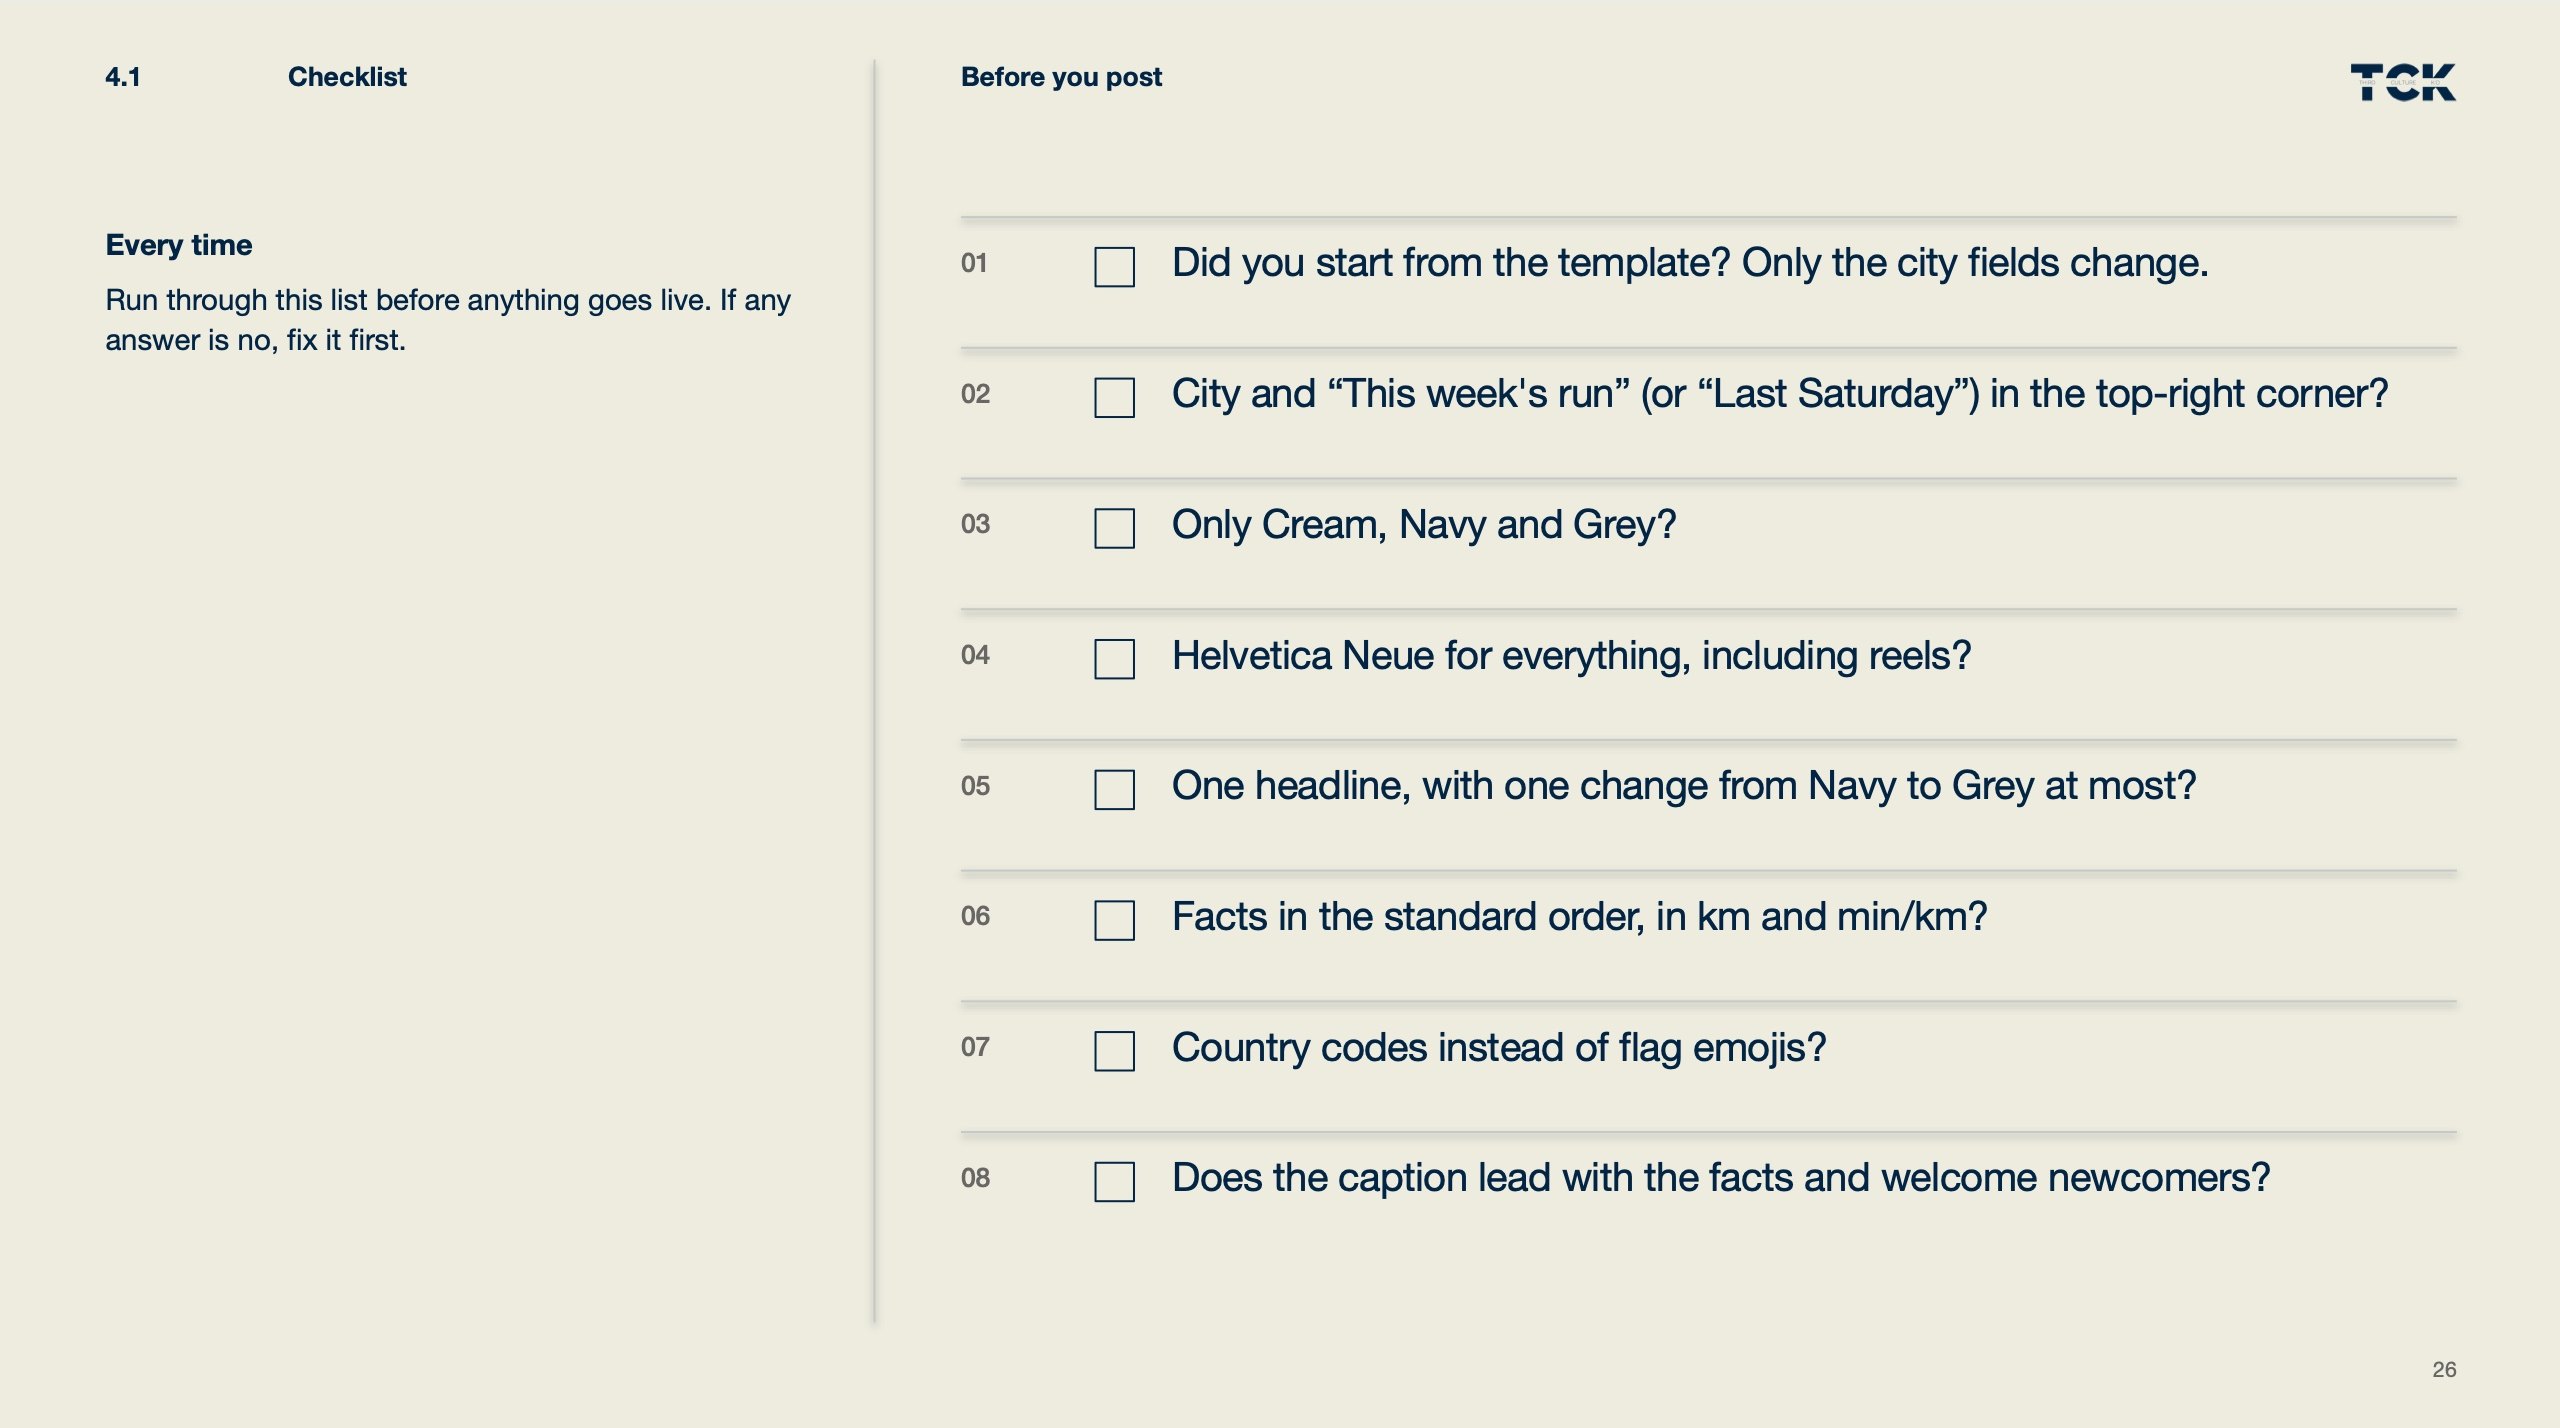 4.1 Checklist
Before you post
TCK
THIRD CULTURE KID
Every time
Run through this list before anything goes live. If any
answer is no, fix it first.
01 Did you start from the template? Only the city fields change.
02 City and “This week's run” (or “Last Saturday”) in the top-right corner?
03 Only Cream, Navy and Grey?
04 Helvetica Neue for everything, including reels?
05 One headline, with one change from Navy to Grey at most?
06 Facts in the standard order, in km and min/km?
07 Country codes instead of flag emojis?
08 Does the caption lead with the facts and welcome newcomers?
26